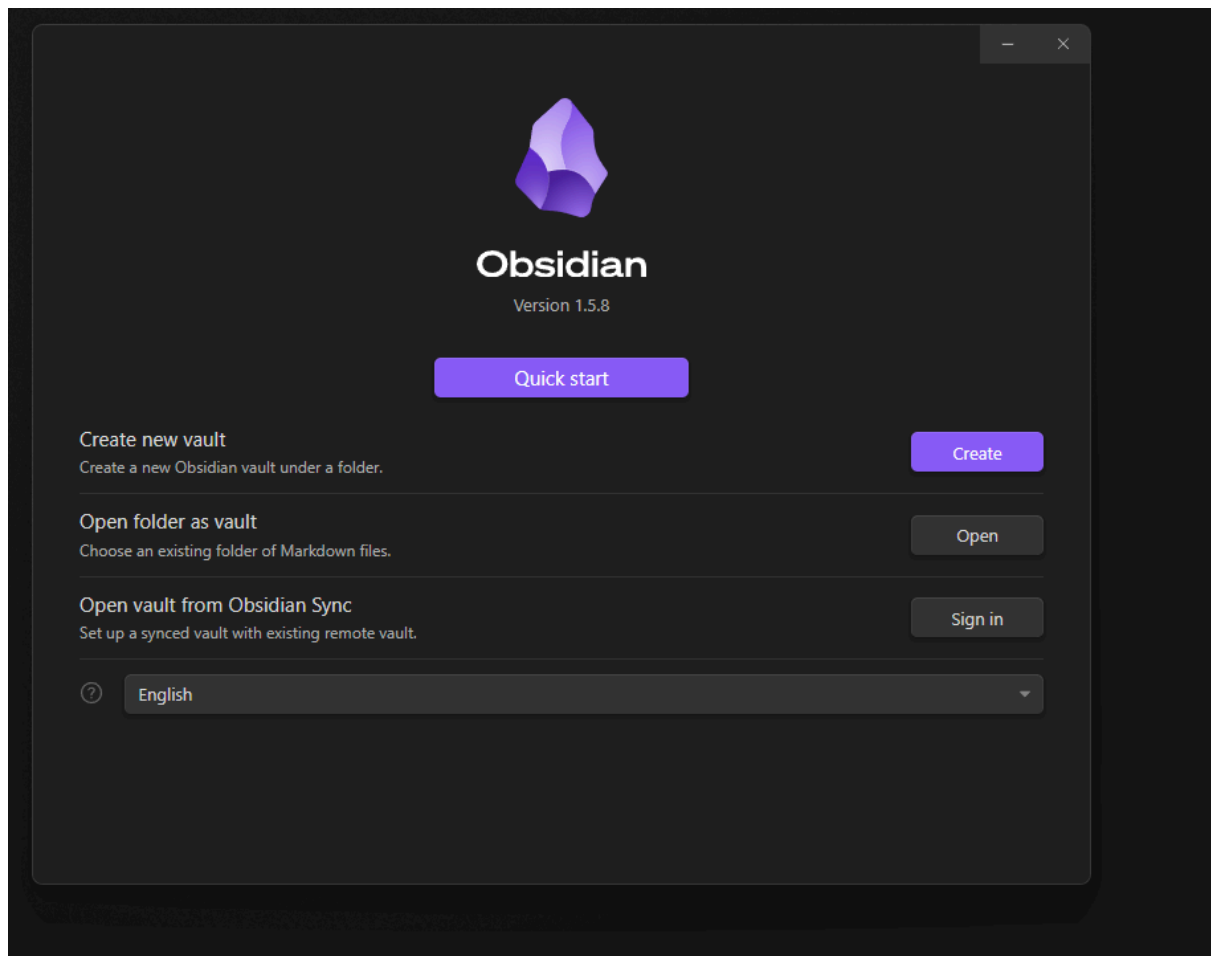 Obsidian
Version 1.5.8
Quick start
Create new vault
Create a new Obsidian vault under a folder.
Create
Open folder as vault
Choose an existing folder of Markdown files.
Open
Open vault from Obsidian Sync
Set up a synced vault with existing remote vault.
Sign in
? English